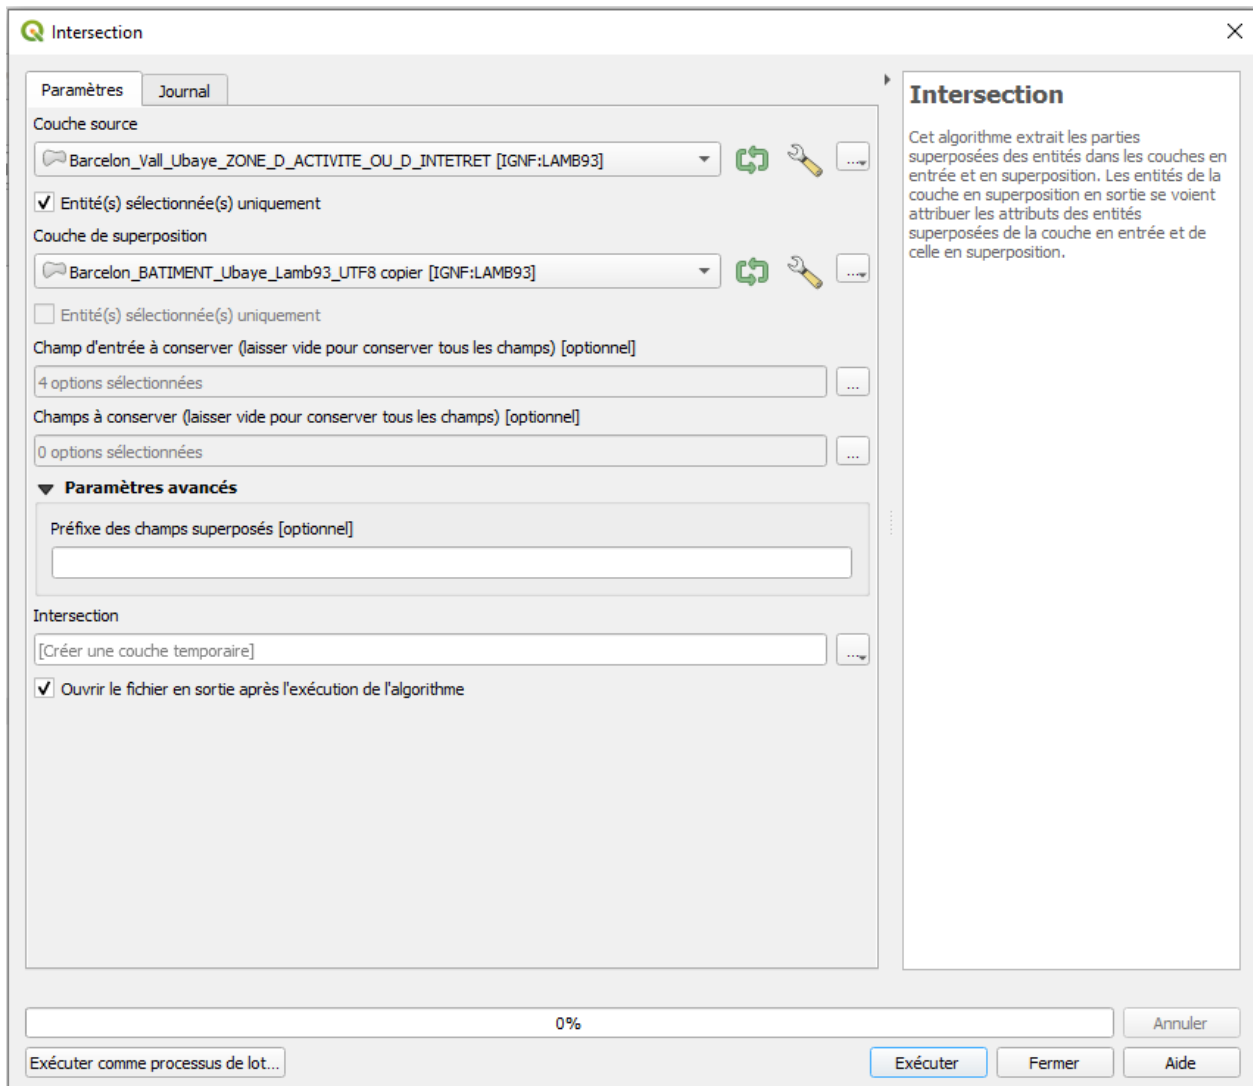 Intersection
Paramètres
Journal
Couche source
Barcelon_Vall_Ubaye_ZONE_D_ACTIVITE_OU_D_INTETRET [IGNF:LAMB93]
...
Entité(s) sélectionnée(s) uniquement
Couche de superposition
Barcelon_BATIMENT_Ubaye_Lamb93_UTF8 copier [IGNF:LAMB93]
...
Entité(s) sélectionnée(s) uniquement
Champ d'entrée à conserver (laisser vide pour conserver tous les champs) [optionnel]
4 options sélectionnées
...
Champs à conserver (laisser vide pour conserver tous les champs) [optionnel]
0 options sélectionnées
...
Paramètres avancés
Préfixe des champs superposés [optionnel]
Intersection
[Créer une couche temporaire]
...
Ouvrir le fichier en sortie après l'exécution de l'algorithme
Intersection
Cet algorithme extrait les parties
superposées des entités dans les couches en
entrée et en superposition. Les entités de la
couche en superposition en sortie se voient
attribuer les attributs des entités
superposées de la couche en entrée et de
celle en superposition.
0%
Annuler
Exécuter comme processus de lot...
Exécuter
Fermer
Aide